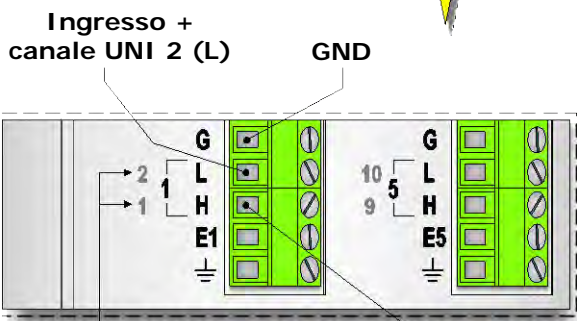 Ingresso +
canale UNI 2 (L)
GND
G
2 L
1
1 H
E1
G
10 L
5
9 H
E5